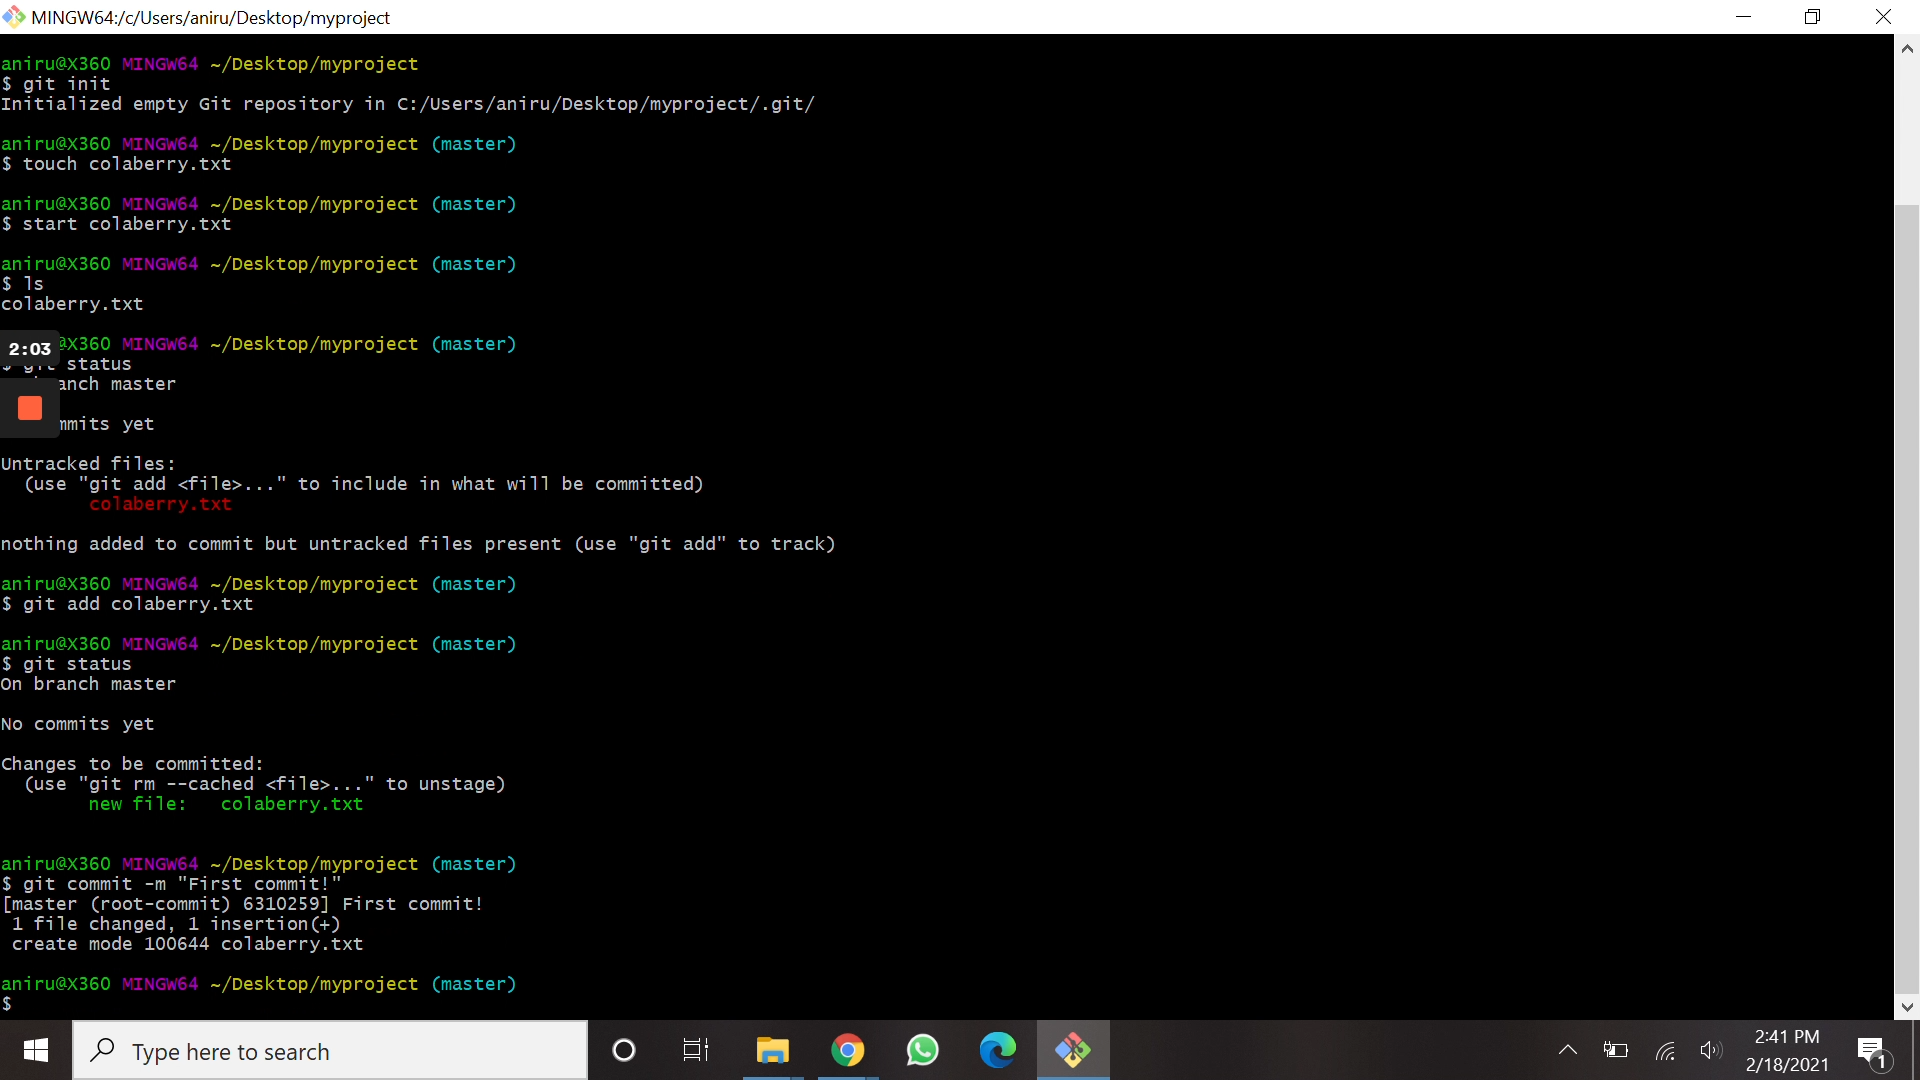 MINGW64:/c/Users/aniru/Desktop/myproject
aniru@X360 MINGW64 ~/Desktop/myproject
$ git init
Initialized empty Git repository in C:/Users/aniru/Desktop/myproject/.git/
aniru@X360 MINGW64 ~/Desktop/myproject (master)
$ touch colaberry.txt
aniru@X360 MINGW64 ~/Desktop/myproject (master)
$ start colaberry.txt
aniru@X360 MINGW64 ~/Desktop/myproject (master)
$ ls
colaberry.txt
2:03
@X360 MINGW64 ~/Desktop/myproject (master)
$ git status
anch master
mmits yet
Untracked files:
  (use "git add <file>..." to include in what will be committed)
        colaberry.txt
nothing added to commit but untracked files present (use "git add" to track)
aniru@X360 MINGW64 ~/Desktop/myproject (master)
$ git add colaberry.txt
aniru@X360 MINGW64 ~/Desktop/myproject (master)
$ git status
On branch master
No commits yet
Changes to be committed:
  (use "git rm --cached <file>..." to unstage)
        new file:   colaberry.txt
aniru@X360 MINGW64 ~/Desktop/myproject (master)
$ git commit -m "First commit!"
[master (root-commit) 6310259] First commit!
 1 file changed, 1 insertion(+)
 create mode 100644 colaberry.txt
aniru@X360 MINGW64 ~/Desktop/myproject (master)
$
Type here to search
2:41 PM
2/18/2021
1